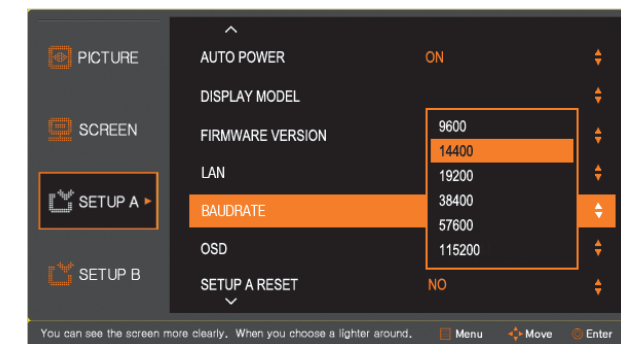 PICTURE
SCREEN
SETUP A
SETUP B
AUTO POWER ON
DISPLAY MODEL
FIRMWARE VERSION
LAN
BAUDRATE
OSD
SETUP A RESET NO
9600
14400
19200
38400
57600
115200
You can see the screen more clearly. When you choose a lighter around. Menu Move Enter